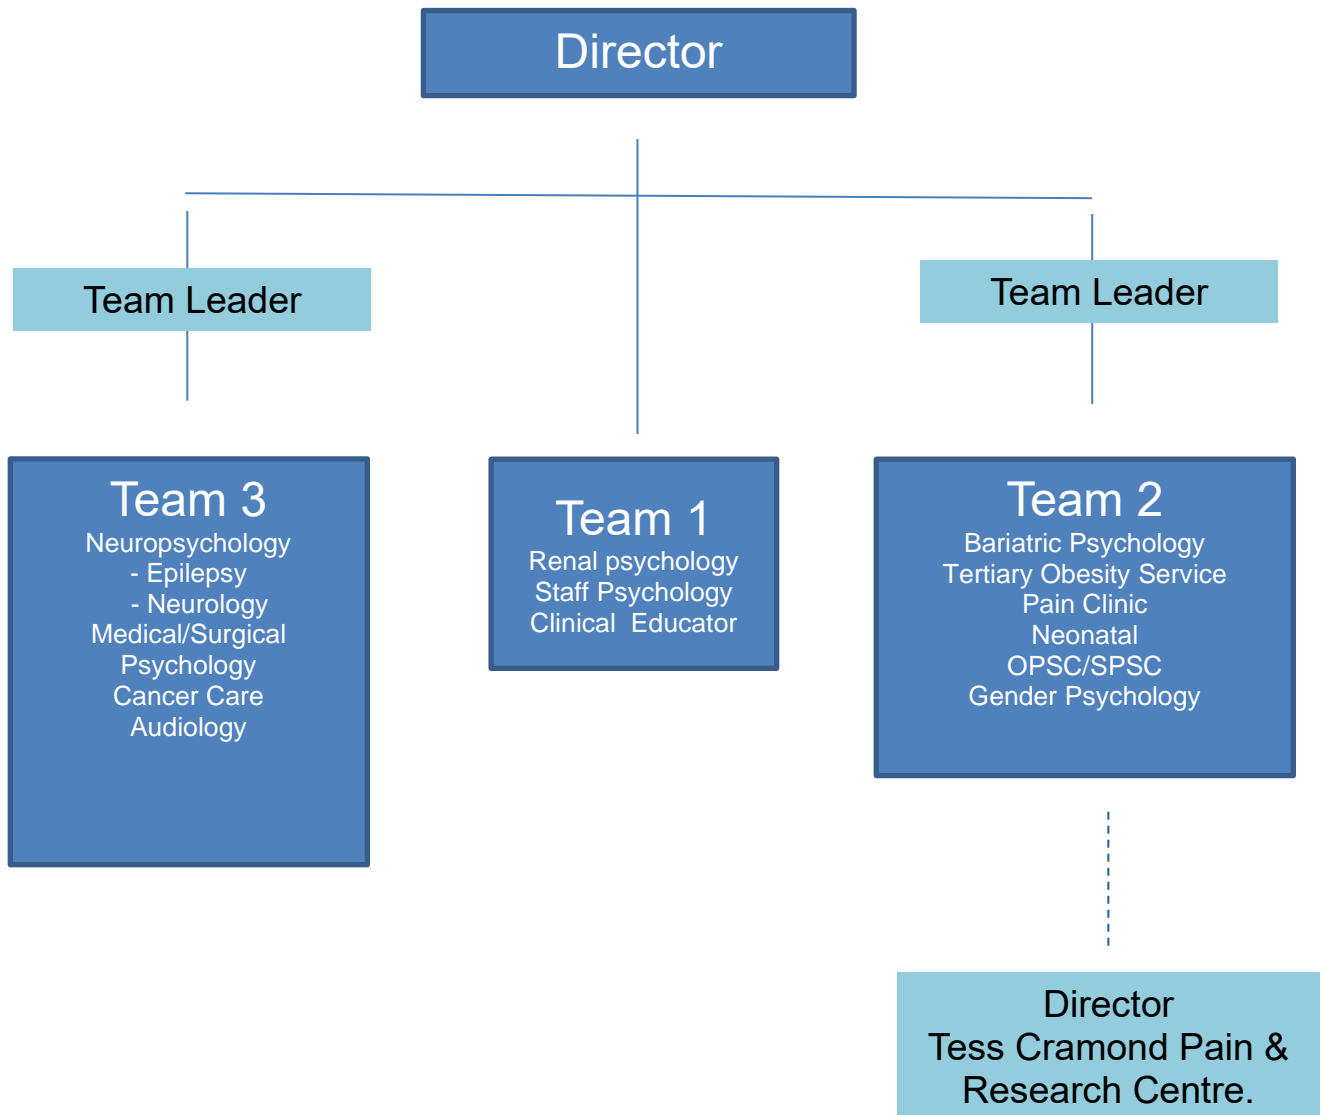 Director
Team Leader
Team Leader
Team 3
Neuropsychology
- Epilepsy
- Neurology
Medical/Surgical
Psychology
Cancer Care
Audiology
Team 1
Renal psychology
Staff Psychology
Clinical  Educator
Team 2
Bariatric Psychology
Tertiary Obesity Service
Pain Clinic
Neonatal
OPSC/SPSC
Gender Psychology
Director
Tess Cramond Pain &
Research Centre.